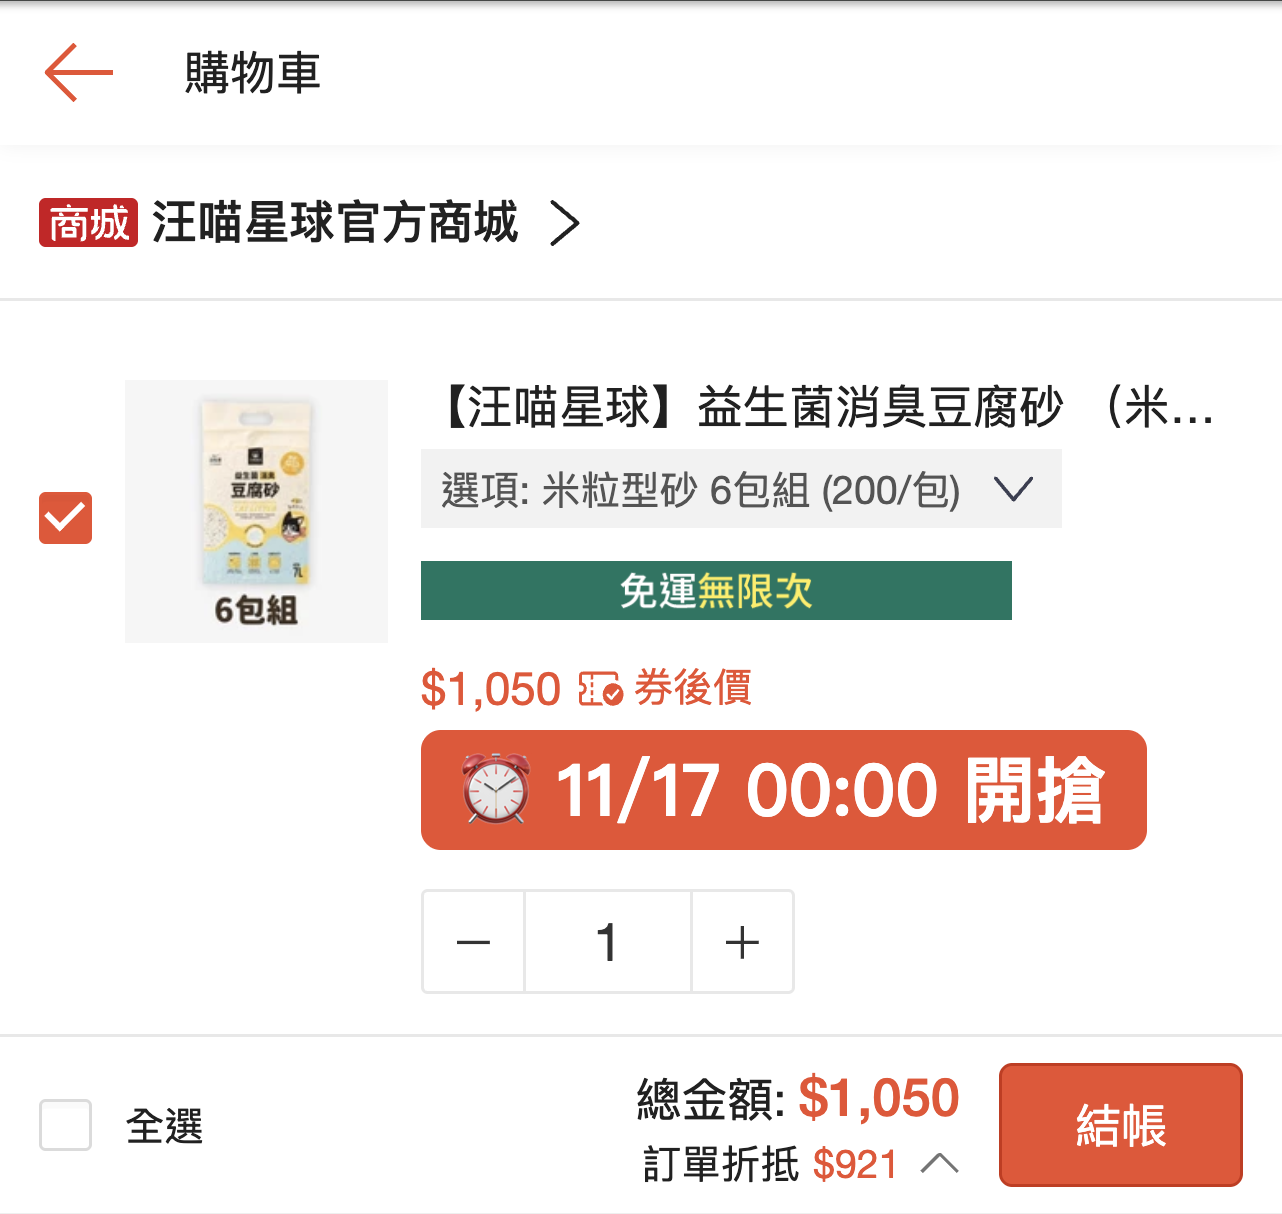 購物車
商城 汪喵星球官方商城
【汪喵星球】益生菌消臭豆腐砂 （米...
選項: 米粒型砂 6包組 (200/包)
豆腐砂
CAT LITTER
7L
6包組
免運無限次
$1,050 券後價
11/17 00:00 開搶
1
全選
總金額: $1,050
訂單折抵 $921
結帳